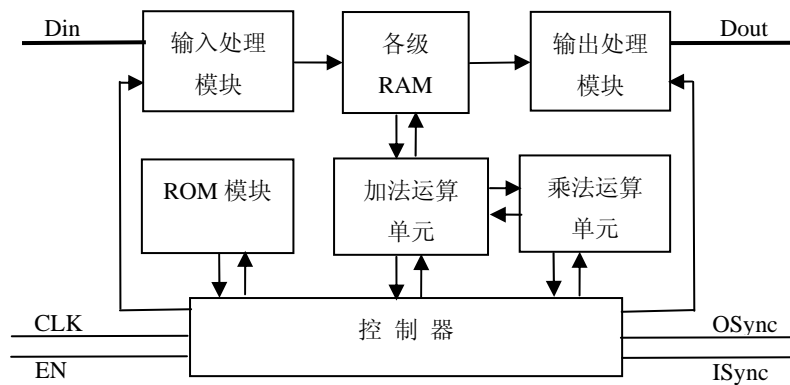 Din
输入处理
模块
各级
RAM
输出处理
模块
Dout
ROM 模块
加法运算
单元
乘法运算
单元
CLK
EN
控 制 器
OSync
ISync